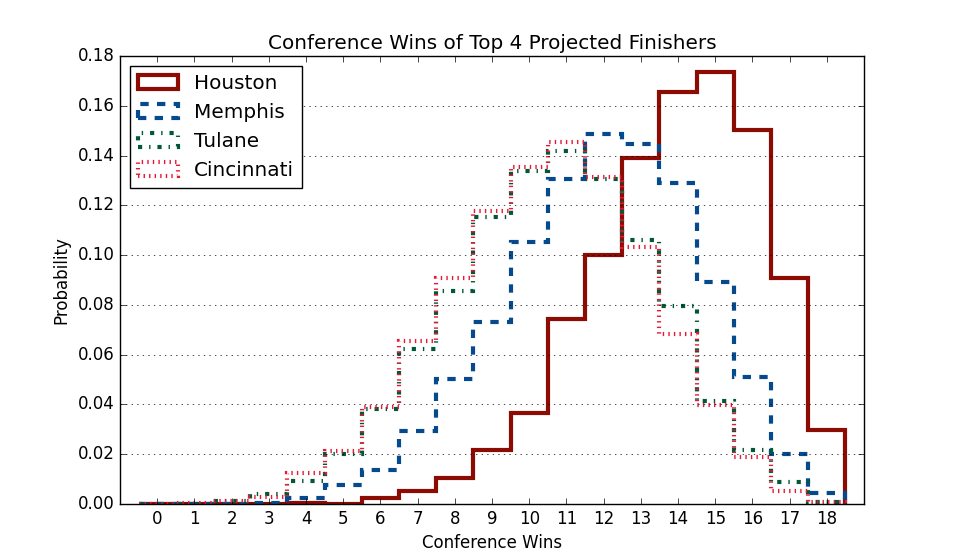 Conference Wins of Top 4 Projected Finishers
Houston
Memphis
Tulane
Cincinnati
Probability
0.18
0.16
0.14
0.12
0.10
0.08
0.06
0.04
0.02
0.00
0 1 2 3 4 5 6 7 8 9 10 11 12 13 14 15 16 17 18
Conference Wins